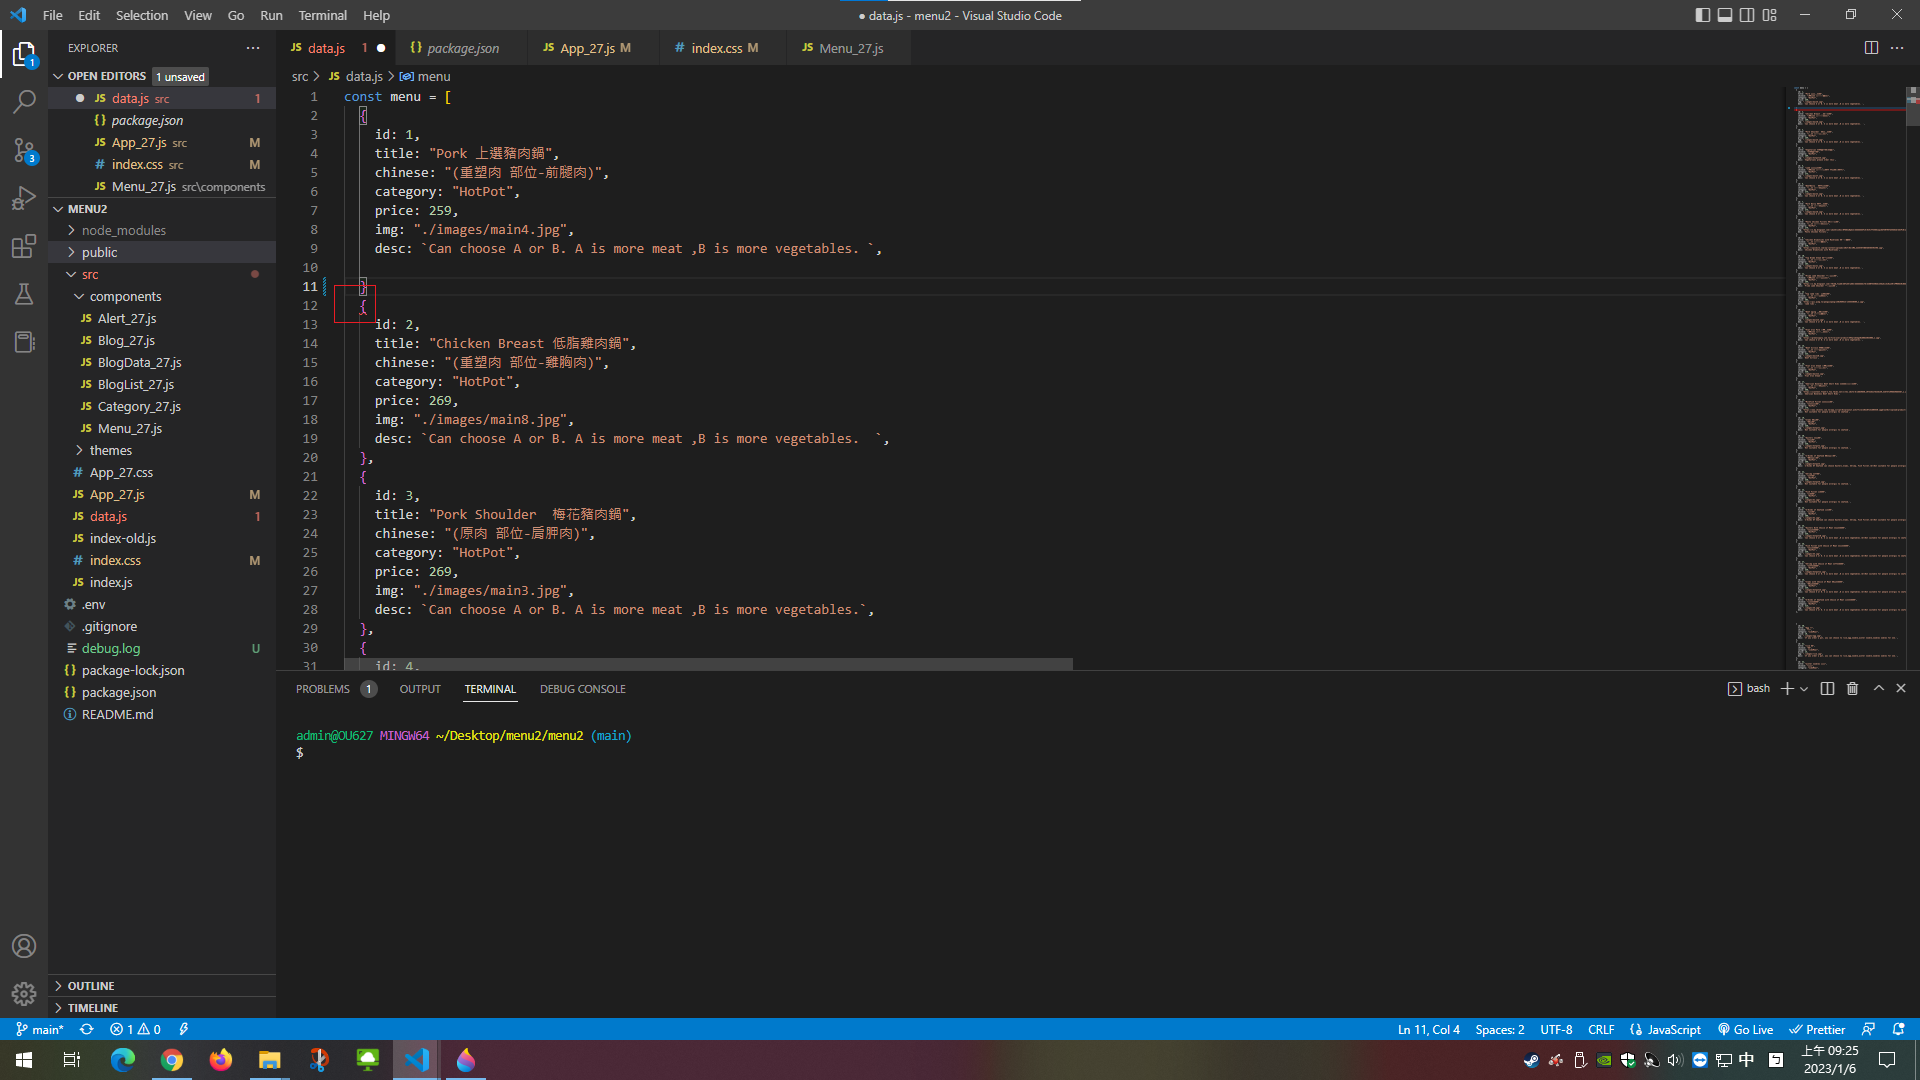 File Edit Selection View Go Run Terminal Help
● data.js - menu2 - Visual Studio Code
EXPLORER
OPEN EDITORS 1 unsaved
JS data.js src 1
{} package.json
JS App_27.js src M
# index.css src M
JS Menu_27.js src\components
MENU2
node_modules
public
src
components
JS Alert_27.js
JS Blog_27.js
JS BlogData_27.js
JS BlogList_27.js
JS Category_27.js
JS Menu_27.js
themes
# App_27.css
JS App_27.js M
JS data.js 1
JS index-old.js
# index.css M
JS index.js
.env
.gitignore
debug.log U
{} package-lock.json
{} package.json
README.md
OUTLINE
TIMELINE
JS data.js 1 ●
{} package.json
JS App_27.js M
# index.css M
JS Menu_27.js
src > JS data.js > menu
1 const menu = [
2 {
3 id: 1,
4 title: "Pork 上選豬肉鍋",
5 chinese: "(重塑肉 部位-前腿肉)",
6 category: "HotPot",
7 price: 259,
8 img: "./images/main4.jpg",
9 desc: `Can choose A or B. A is more meat ,B is more vegetables. `,
10
11 }
12 {
13 id: 2,
14 title: "Chicken Breast 低脂雞肉鍋",
15 chinese: "(重塑肉 部位-雞胸肉)",
16 category: "HotPot",
17 price: 269,
18 img: "./images/main8.jpg",
19 desc: `Can choose A or B. A is more meat ,B is more vegetables.  `,
20 },
21 {
22 id: 3,
23 title: "Pork Shoulder  梅花豬肉鍋",
24 chinese: "(原肉 部位-肩胛肉)",
25 category: "HotPot",
26 price: 269,
27 img: "./images/main3.jpg",
28 desc: `Can choose A or B. A is more meat ,B is more vegetables.`,
29 },
30 {
31 id: 4,
PROBLEMS 1 OUTPUT TERMINAL DEBUG CONSOLE
bash
admin@OU627 MINGW64 ~/Desktop/menu2/menu2 (main)
$
main* 1 0
Ln 11, Col 4 Spaces: 2 UTF-8 CRLF {} JavaScript Go Live Prettier
中
上午 09:25
2023/1/6